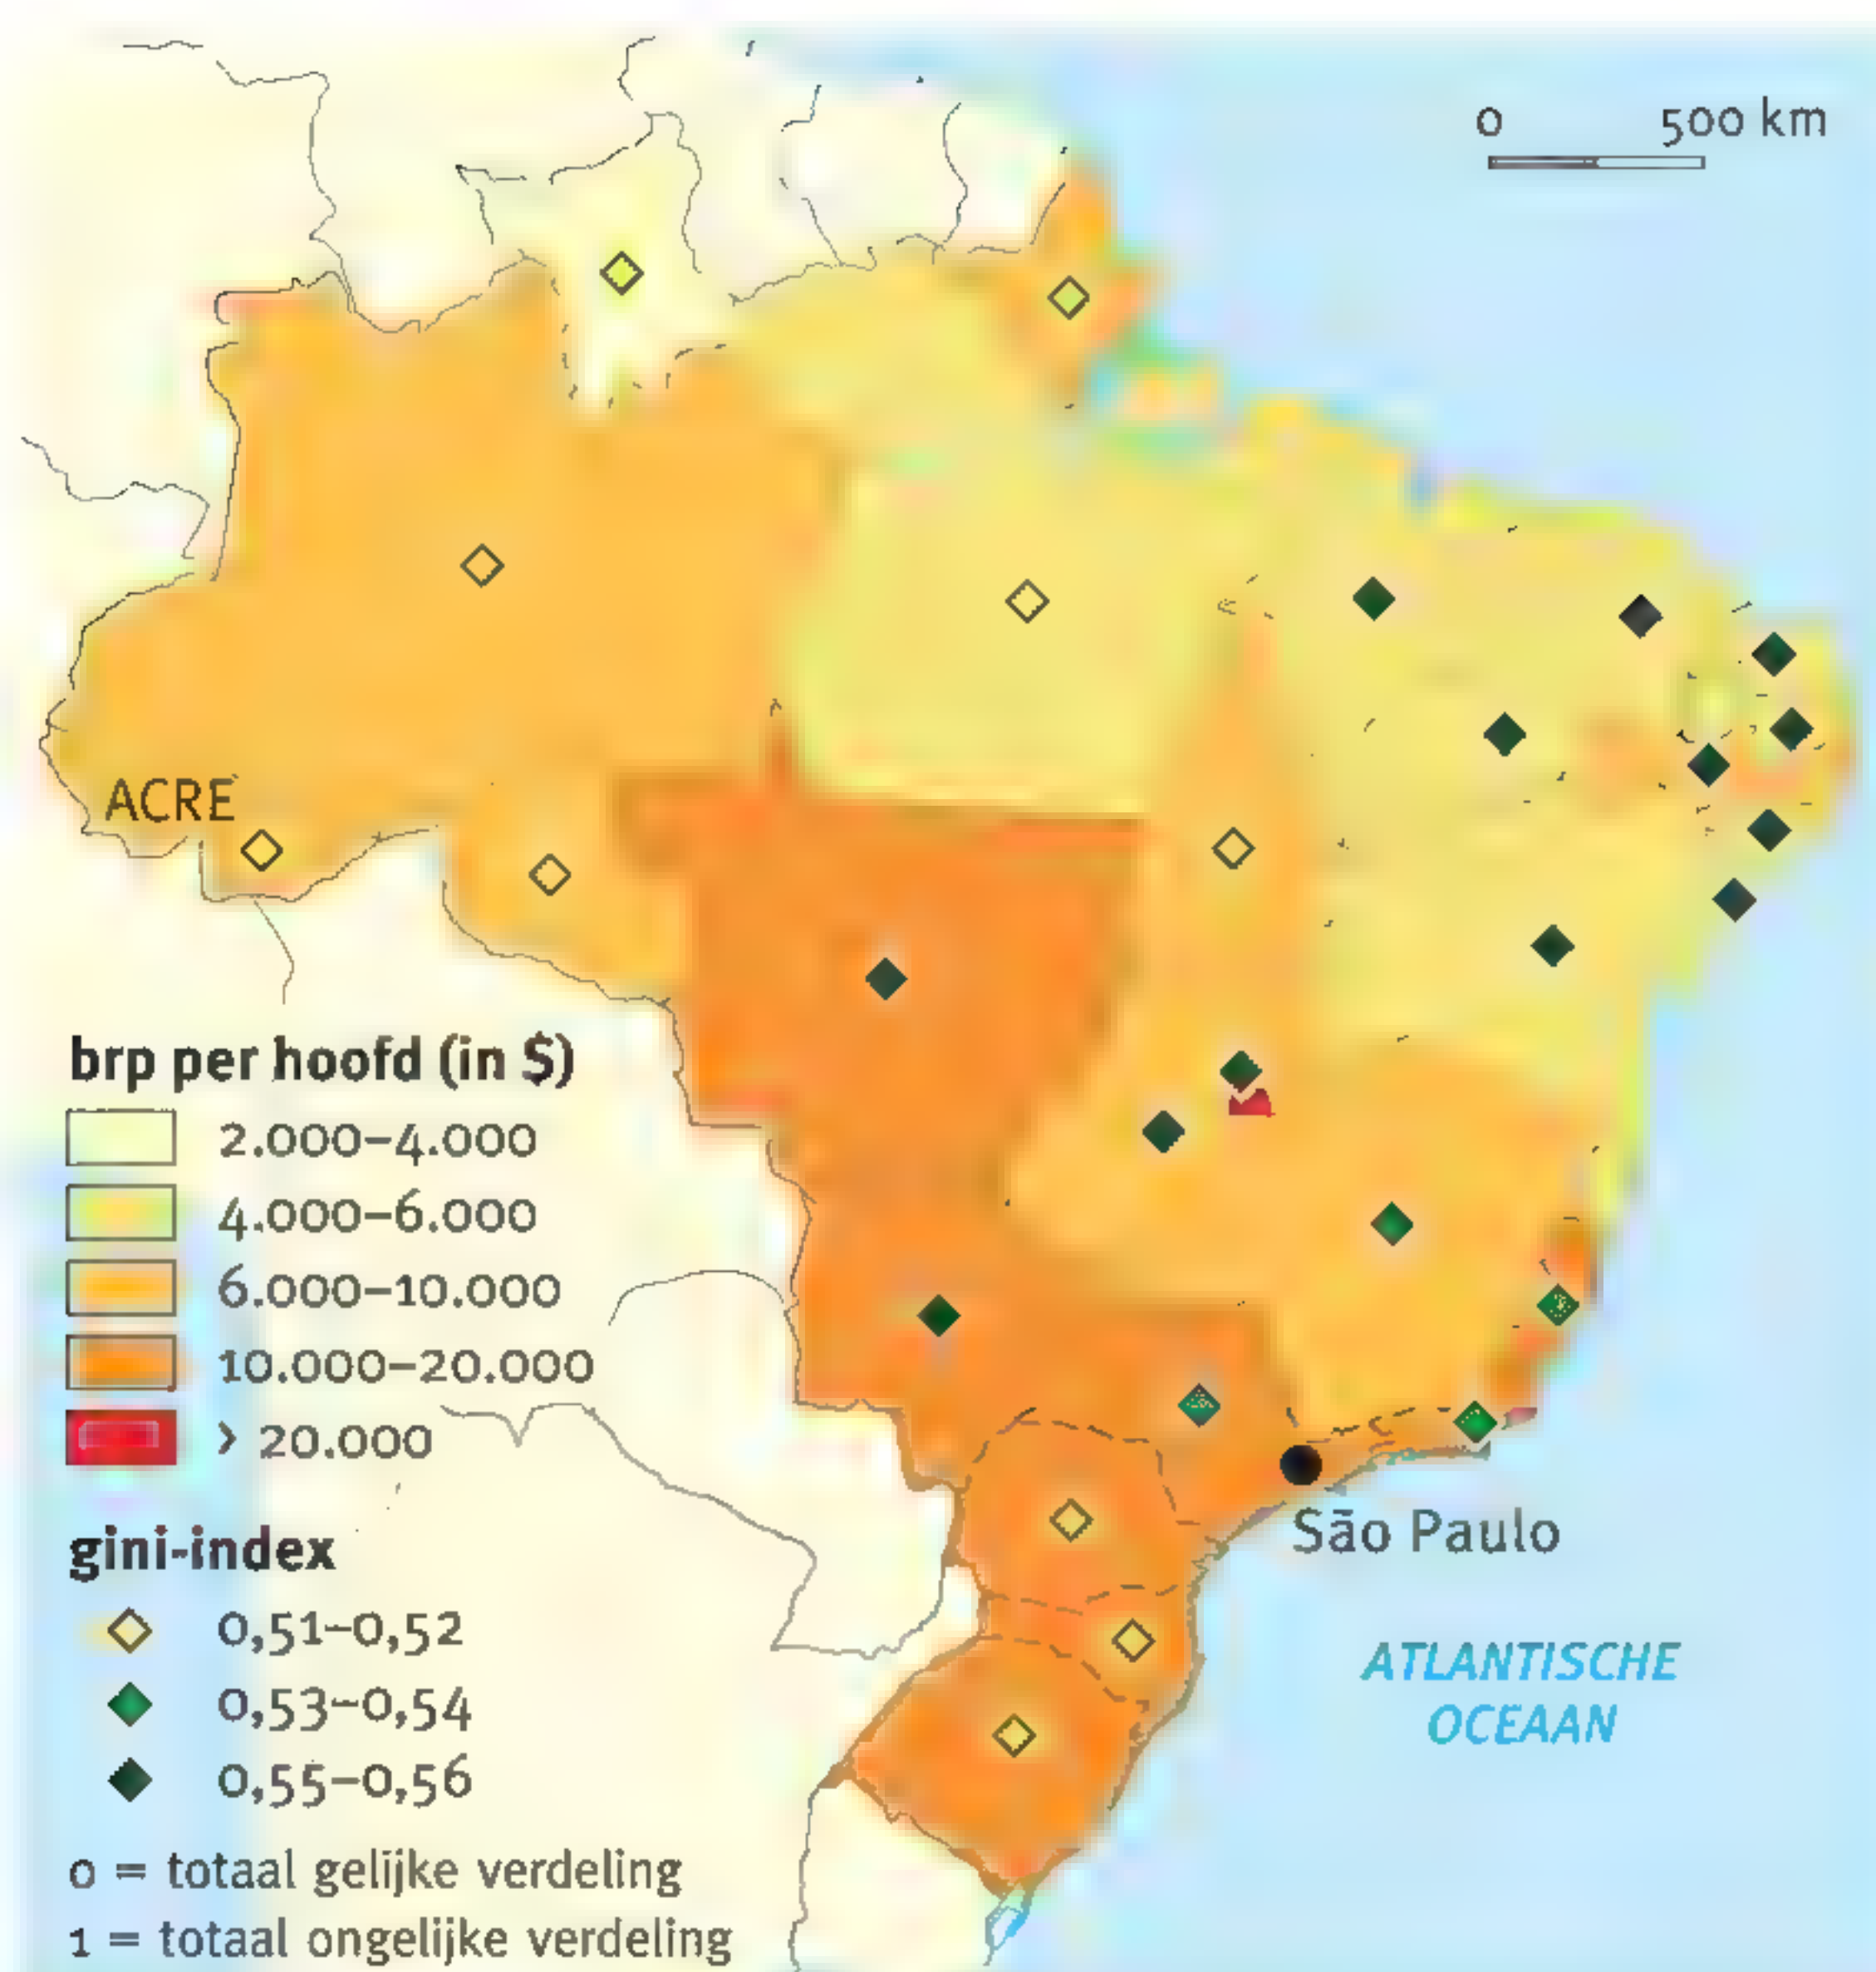 0 500 km
ACRE
brp per hoofd (in $)
2.000–4.000
4.000–6.000
6.000–10.000
10.000–20.000
> 20.000
gini-index
0,51–0,52
0,53–0,54
0,55–0,56
0 = totaal gelijke verdeling
1 = totaal ongelijke verdeling
São Paulo
ATLANTISCHE
OCEAAN